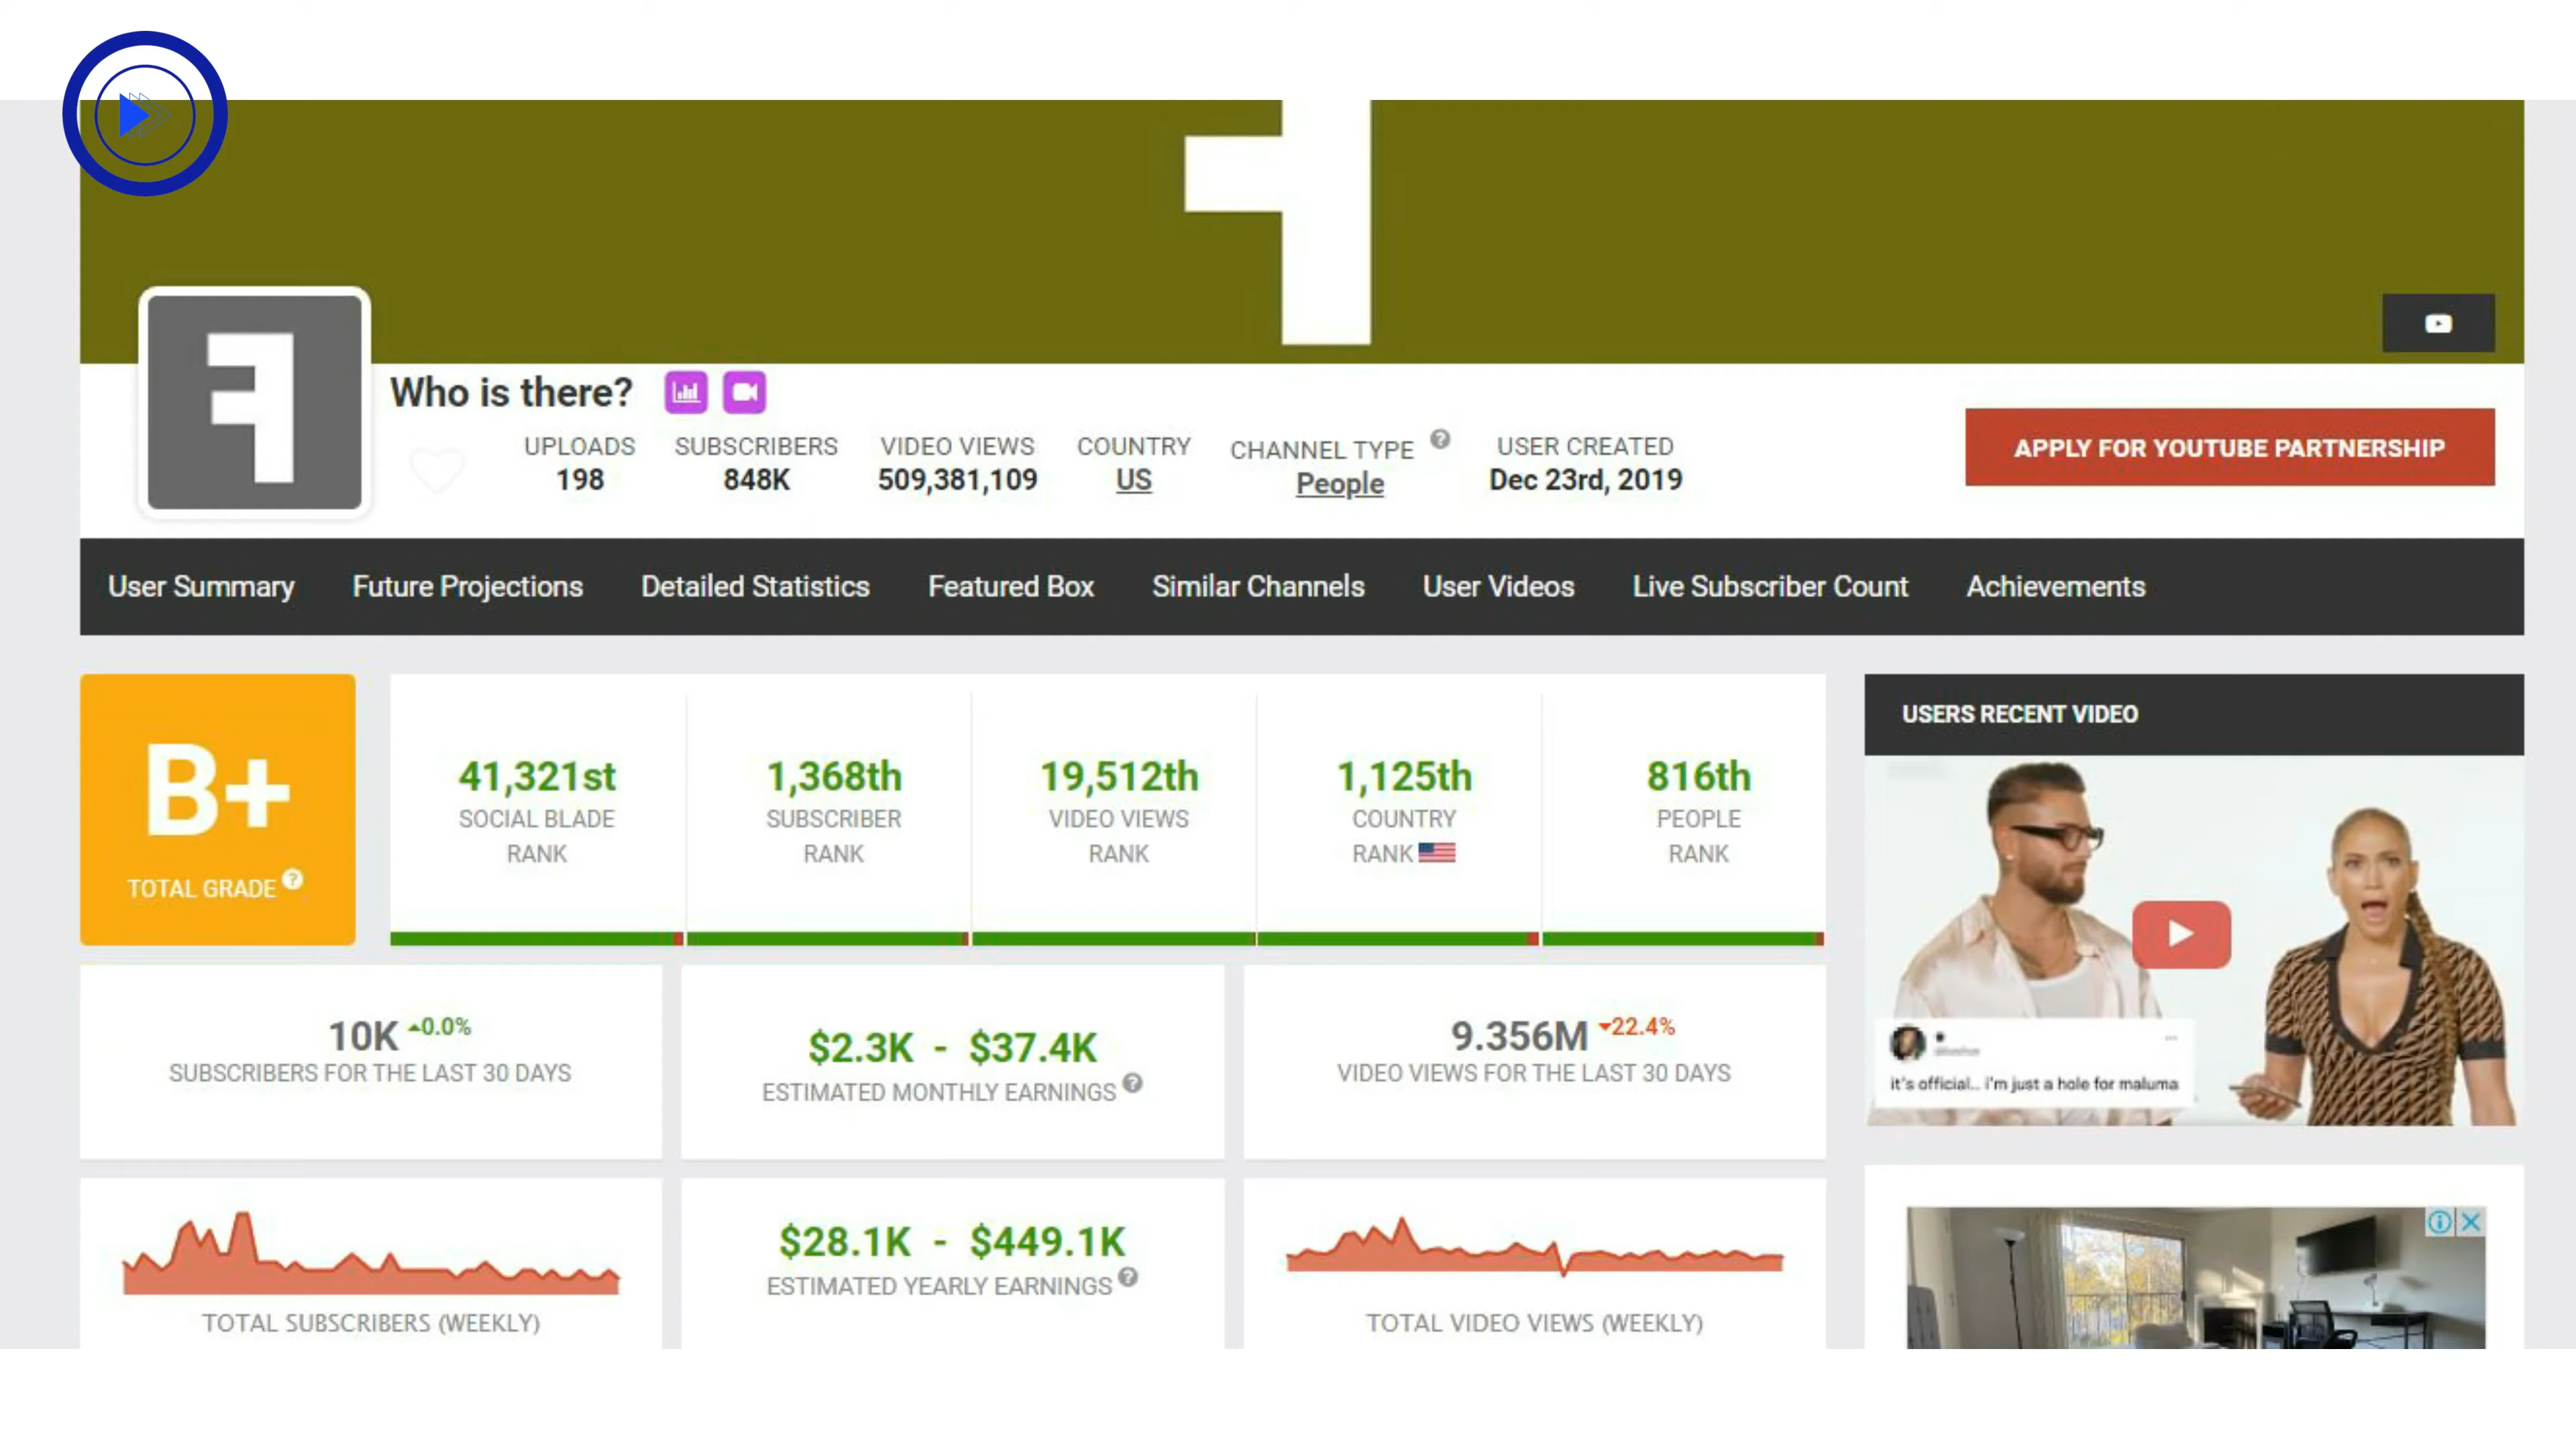 Who is there?
UPLOADS
198
SUBSCRIBERS
848K
VIDEO VIEWS
509,381,109
COUNTRY
US
CHANNEL TYPE
People
USER CREATED
Dec 23rd, 2019
APPLY FOR YOUTUBE PARTNERSHIP
User Summary Future Projections Detailed Statistics Featured Box Similar Channels User Videos Live Subscriber Count Achievements
B+
TOTAL GRADE
41,321st
SOCIAL BLADE
RANK
1,368th
SUBSCRIBER
RANK
19,512th
VIDEO VIEWS
RANK
1,125th
COUNTRY
RANK
816th
PEOPLE
RANK
USERS RECENT VIDEO
it's official.. i'm just a hole for maluma
10K 0.0%
SUBSCRIBERS FOR THE LAST 30 DAYS
$2.3K - $37.4K
ESTIMATED MONTHLY EARNINGS
9.356M 22.4%
VIDEO VIEWS FOR THE LAST 30 DAYS
TOTAL SUBSCRIBERS (WEEKLY)
$28.1K - $449.1K
ESTIMATED YEARLY EARNINGS
TOTAL VIDEO VIEWS (WEEKLY)